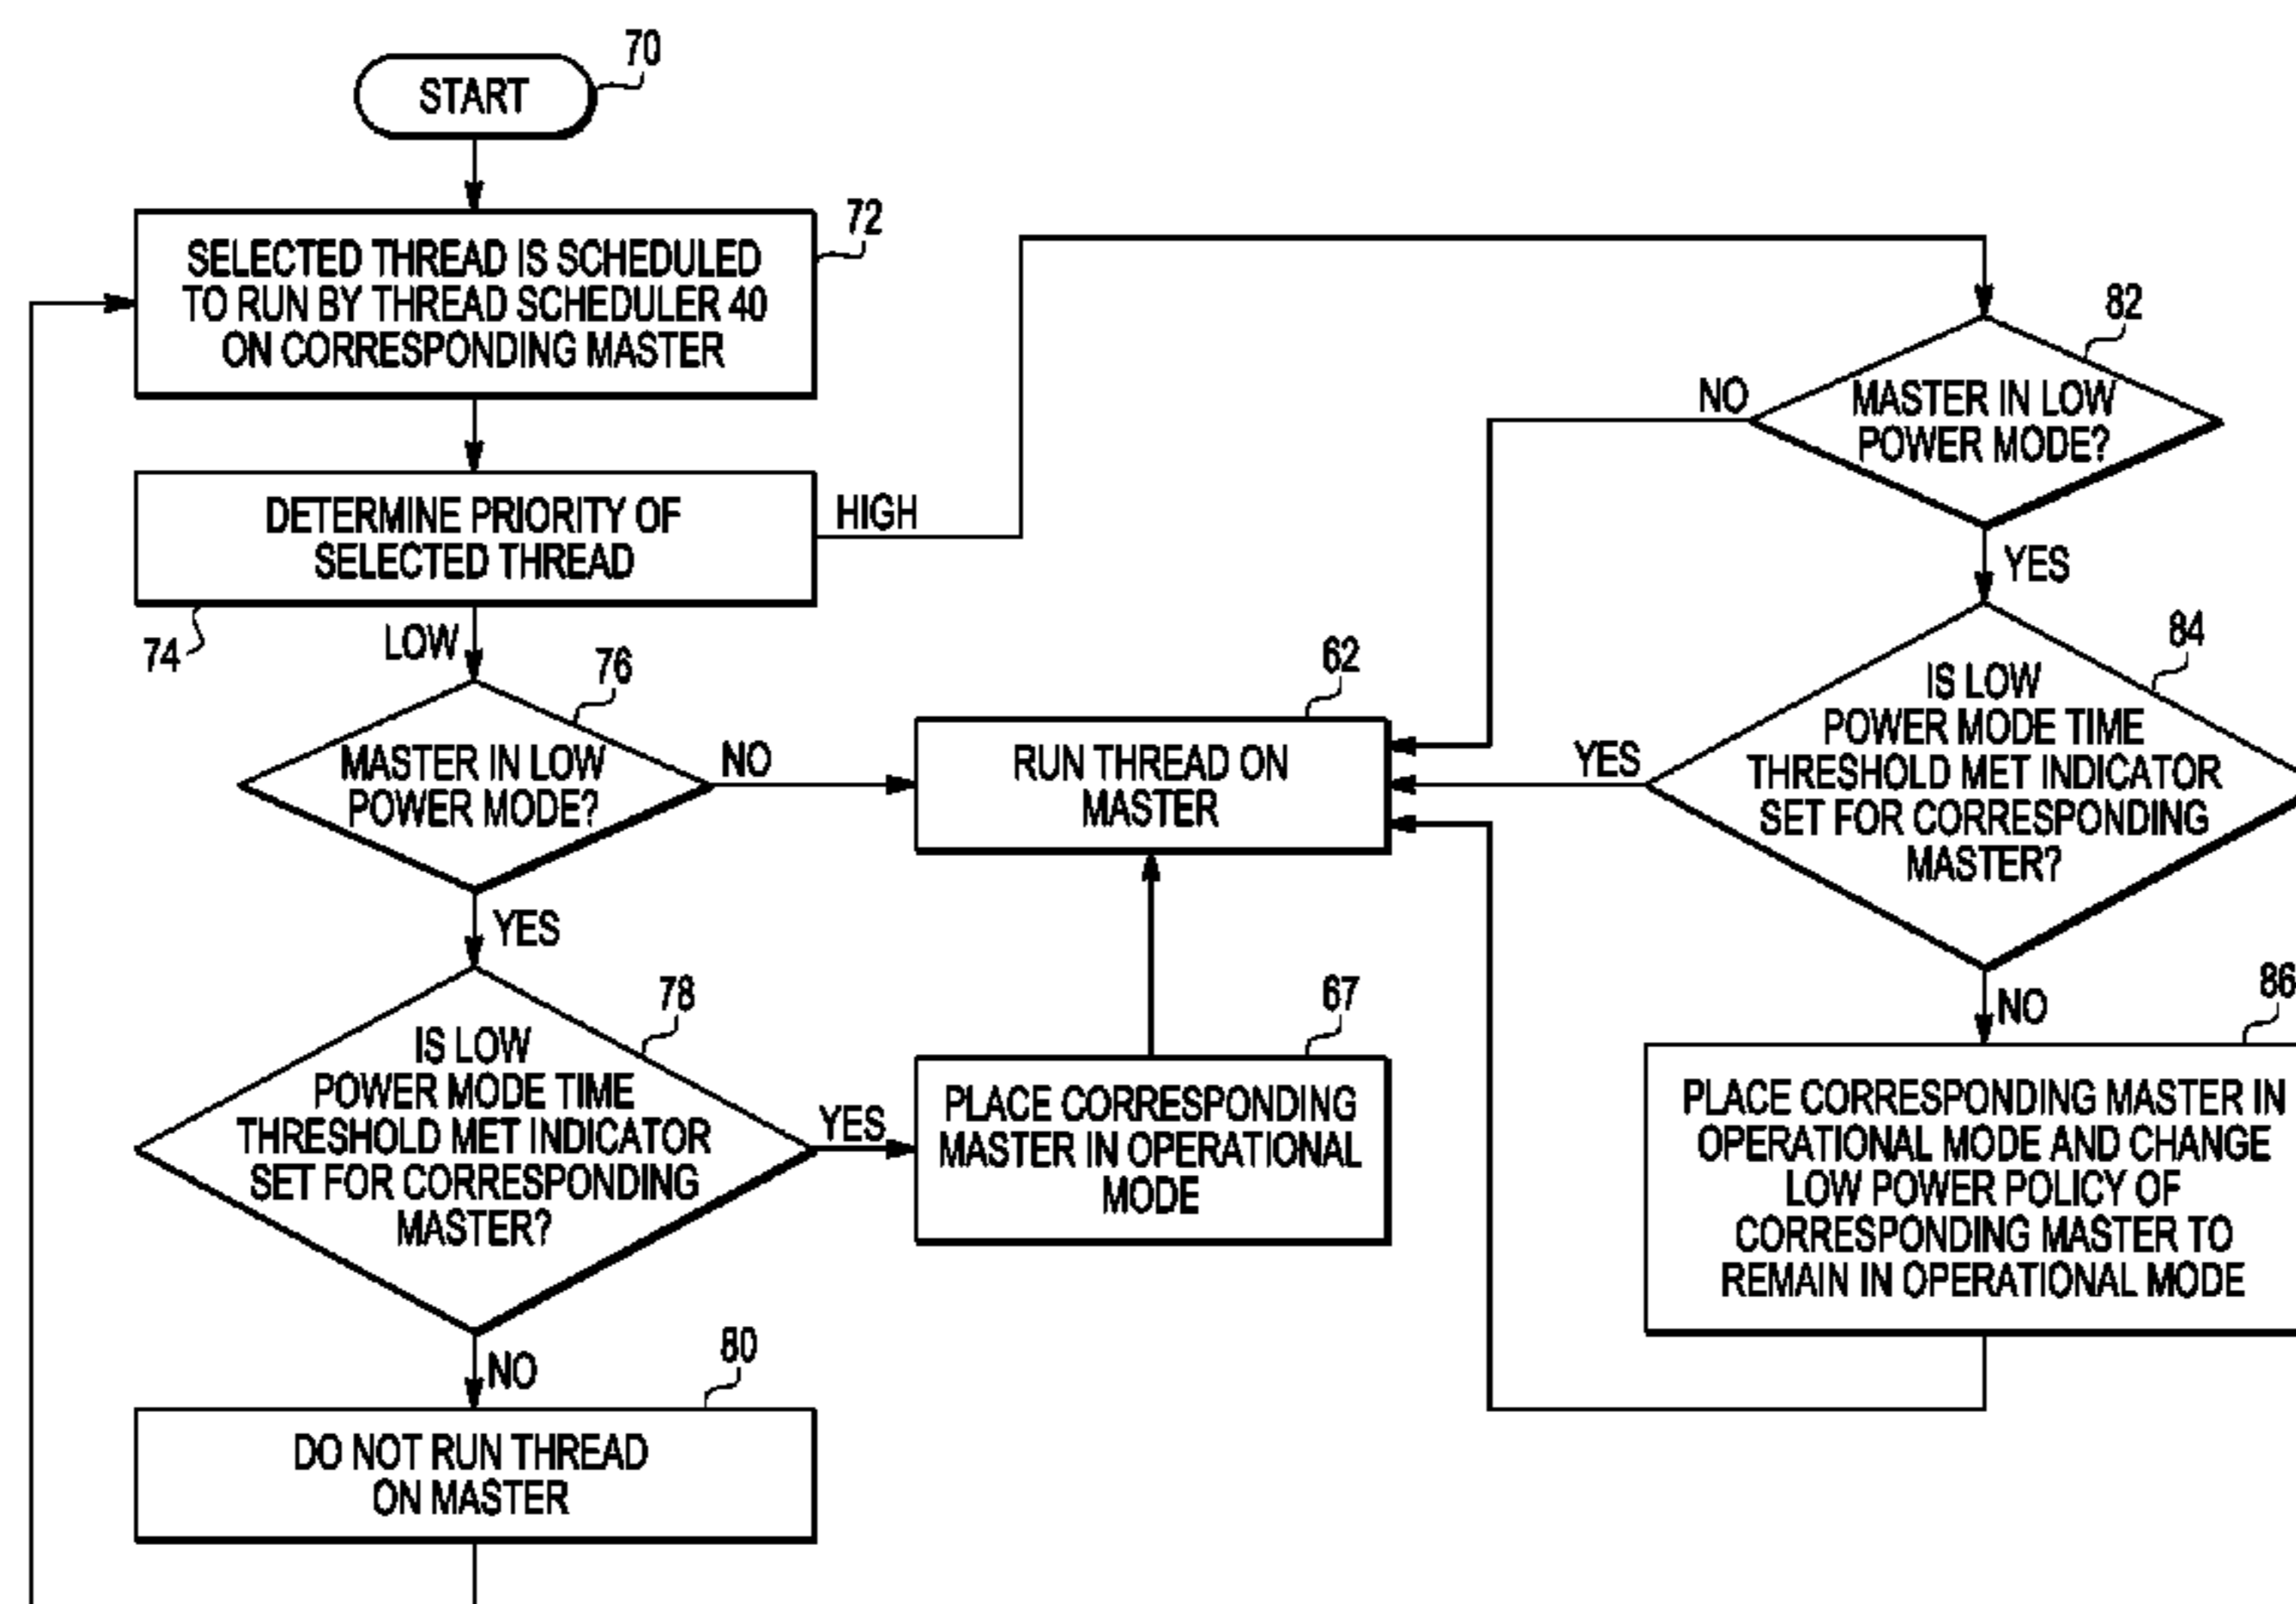 70
START
72
SELECTED THREAD IS SCHEDULED
TO RUN BY THREAD SCHEDULER 40
ON CORRESPONDING MASTER
DETERMINE PRIORITY OF
SELECTED THREAD
HIGH
74
LOW
76
MASTER IN LOW
POWER MODE?
NO
YES
78
IS LOW
POWER MODE TIME
THRESHOLD MET INDICATOR
SET FOR CORRESPONDING
MASTER?
YES
NO
80
DO NOT RUN THREAD
ON MASTER
62
RUN THREAD ON
MASTER
67
PLACE CORRESPONDING
MASTER IN OPERATIONAL
MODE
82
MASTER IN LOW
POWER MODE?
NO
YES
84
IS LOW
POWER MODE TIME
THRESHOLD MET INDICATOR
SET FOR CORRESPONDING
MASTER?
YES
NO
86
PLACE CORRESPONDING MASTER IN
OPERATIONAL MODE AND CHANGE
LOW POWER POLICY OF
CORRESPONDING MASTER TO
REMAIN IN OPERATIONAL MODE